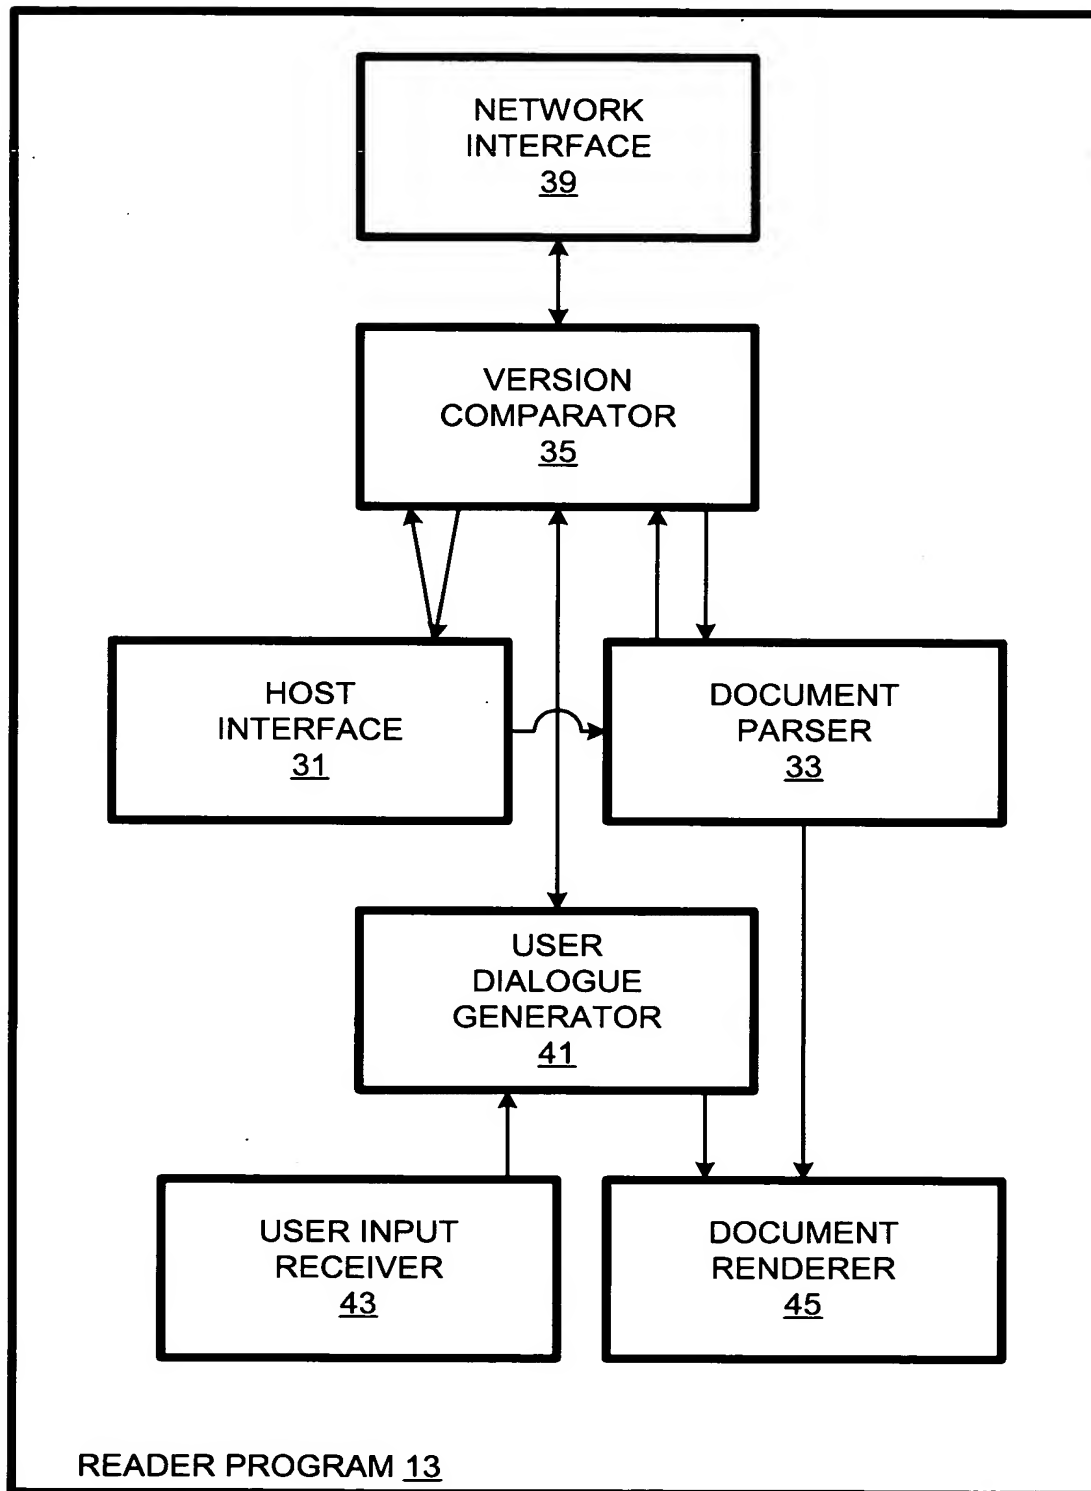 NETWORK
INTERFACE
39
VERSION
COMPARATOR
35
HOST
INTERFACE
31
DOCUMENT
PARSER
33
USER
DIALOGUE
GENERATOR
41
USER INPUT
RECEIVER
43
DOCUMENT
RENDERER
45
READER PROGRAM 13